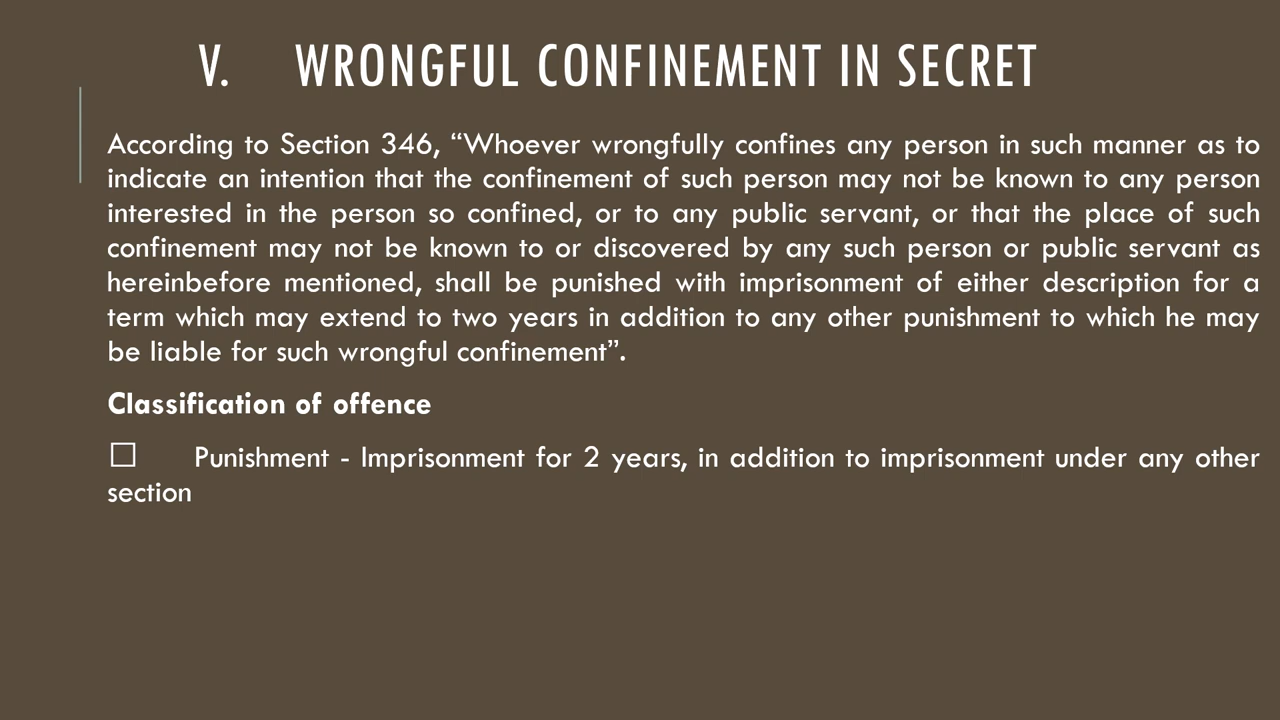 V. WRONGFUL CONFINEMENT IN SECRET
According to Section 346, “Whoever wrongfully confines any person in such manner as to
indicate an intention that the confinement of such person may not be known to any person
interested in the person so confined, or to any public servant, or that the place of such
confinement may not be known to or discovered by any such person or public servant as
hereinbefore mentioned, shall be punished with imprisonment of either description for a
term which may extend to two years in addition to any other punishment to which he may
be liable for such wrongful confinement”.
Classification of offence
☐ Punishment - Imprisonment for 2 years, in addition to imprisonment under any other
section